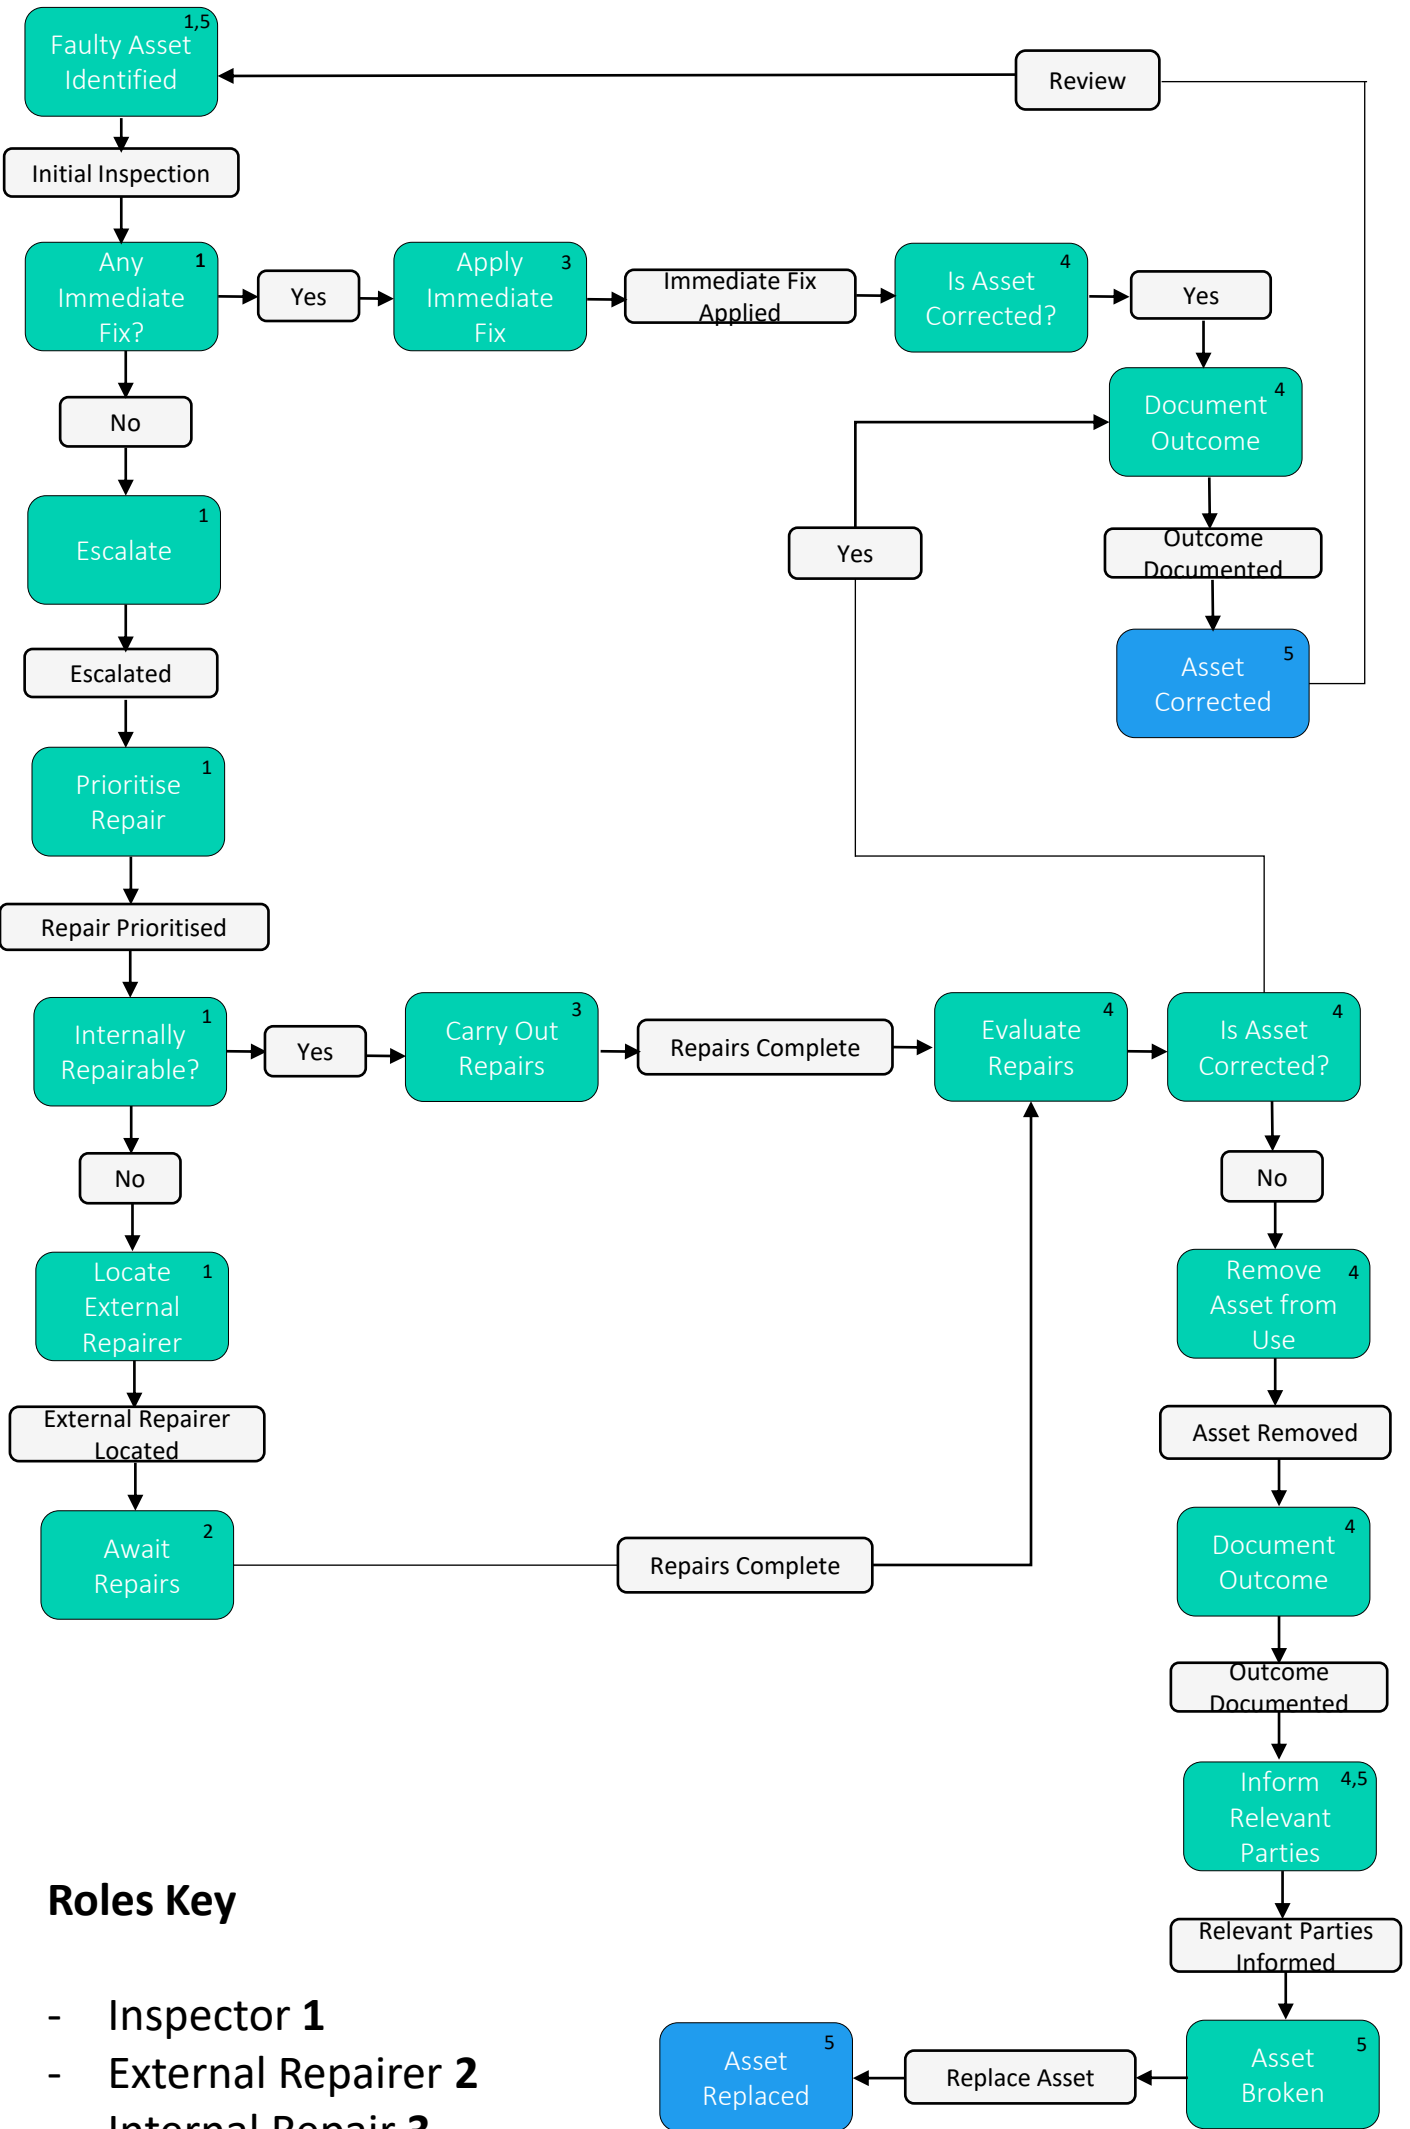 1,5
Faulty Asset
Identified
Review
Initial Inspection
Any
Immediate
Fix?
1
Yes
Apply
Immediate
Fix
3
Immediate Fix
Applied
Is Asset
Corrected?
4
Yes
No
Document
Outcome
4
Escalate
1
Yes
Outcome
Documented
Escalated
Asset
Corrected
5
Prioritise
Repair
1
Repair Prioritised
Internally
Repairable?
1
Yes
Carry Out
Repairs
3
Repairs Complete
Evaluate
Repairs
4
Is Asset
Corrected?
4
No
No
Locate
External
Repairer
1
Remove
Asset from
Use
4
External Repairer
Located
Asset Removed
Await
Repairs
2
Repairs Complete
Document
Outcome
4
Outcome
Documented
Inform
Relevant
Parties
4,5
Roles Key
Relevant Parties
Informed
- Inspector 1
- External Repairer 2
Internal Repair 3
Asset
Replaced
5
Replace Asset
Asset
Broken
5